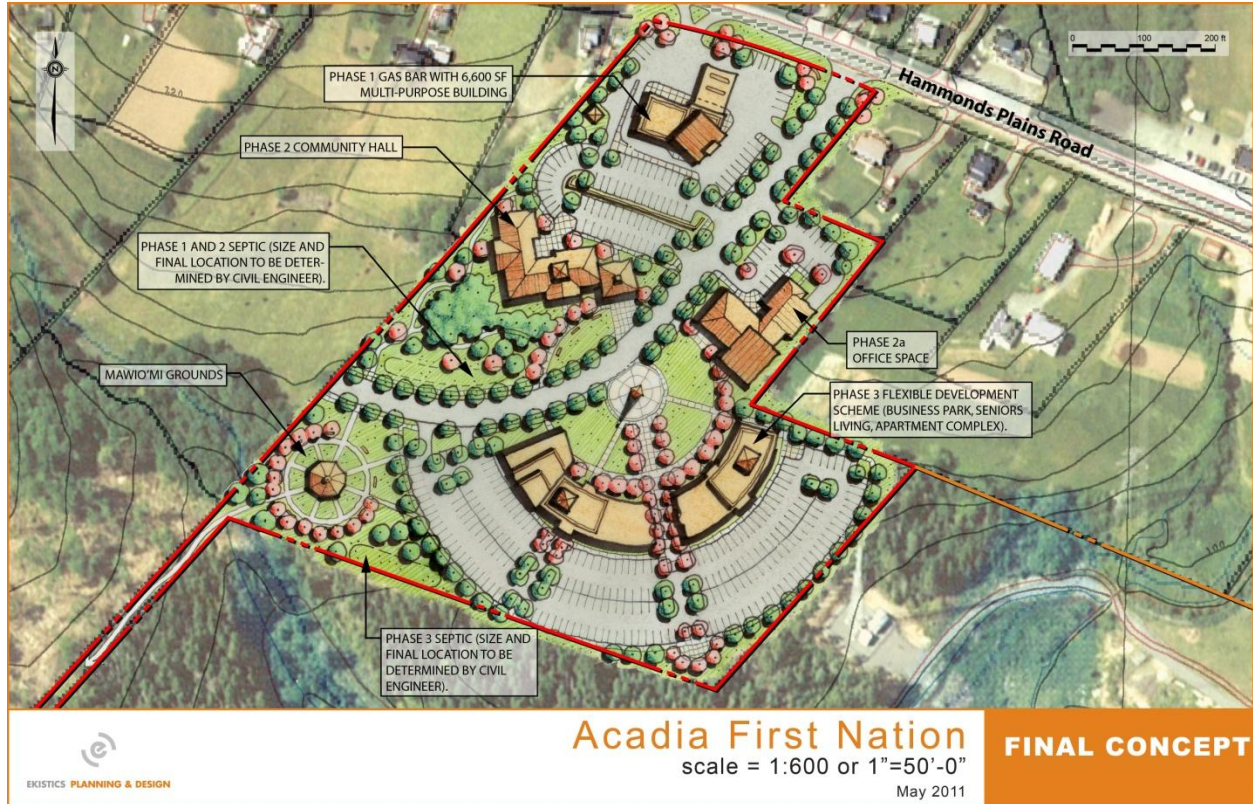 N
0 50 100 200 ft
Hammonds Plains Road
PHASE 1 GAS BAR WITH 6,600 SF
MULTI-PURPOSE BUILDING
PHASE 2 COMMUNITY HALL
PHASE 1 AND 2 SEPTIC (SIZE AND
FINAL LOCATION TO BE DETER-
MINED BY CIVIL ENGINEER).
PHASE 2a
OFFICE SPACE
MAWIO'MI GROUNDS
PHASE 3 FLEXIBLE DEVELOPMENT
SCHEME (BUSINESS PARK, SENIORS
LIVING, APARTMENT COMPLEX).
PHASE 3 SEPTIC (SIZE AND
FINAL LOCATION TO BE
DETERMINED BY CIVIL
ENGINEER).
e
EKISTICS PLANNING & DESIGN
Acadia First Nation
scale = 1:600 or 1"=50'-0"
May 2011
FINAL CONCEPT